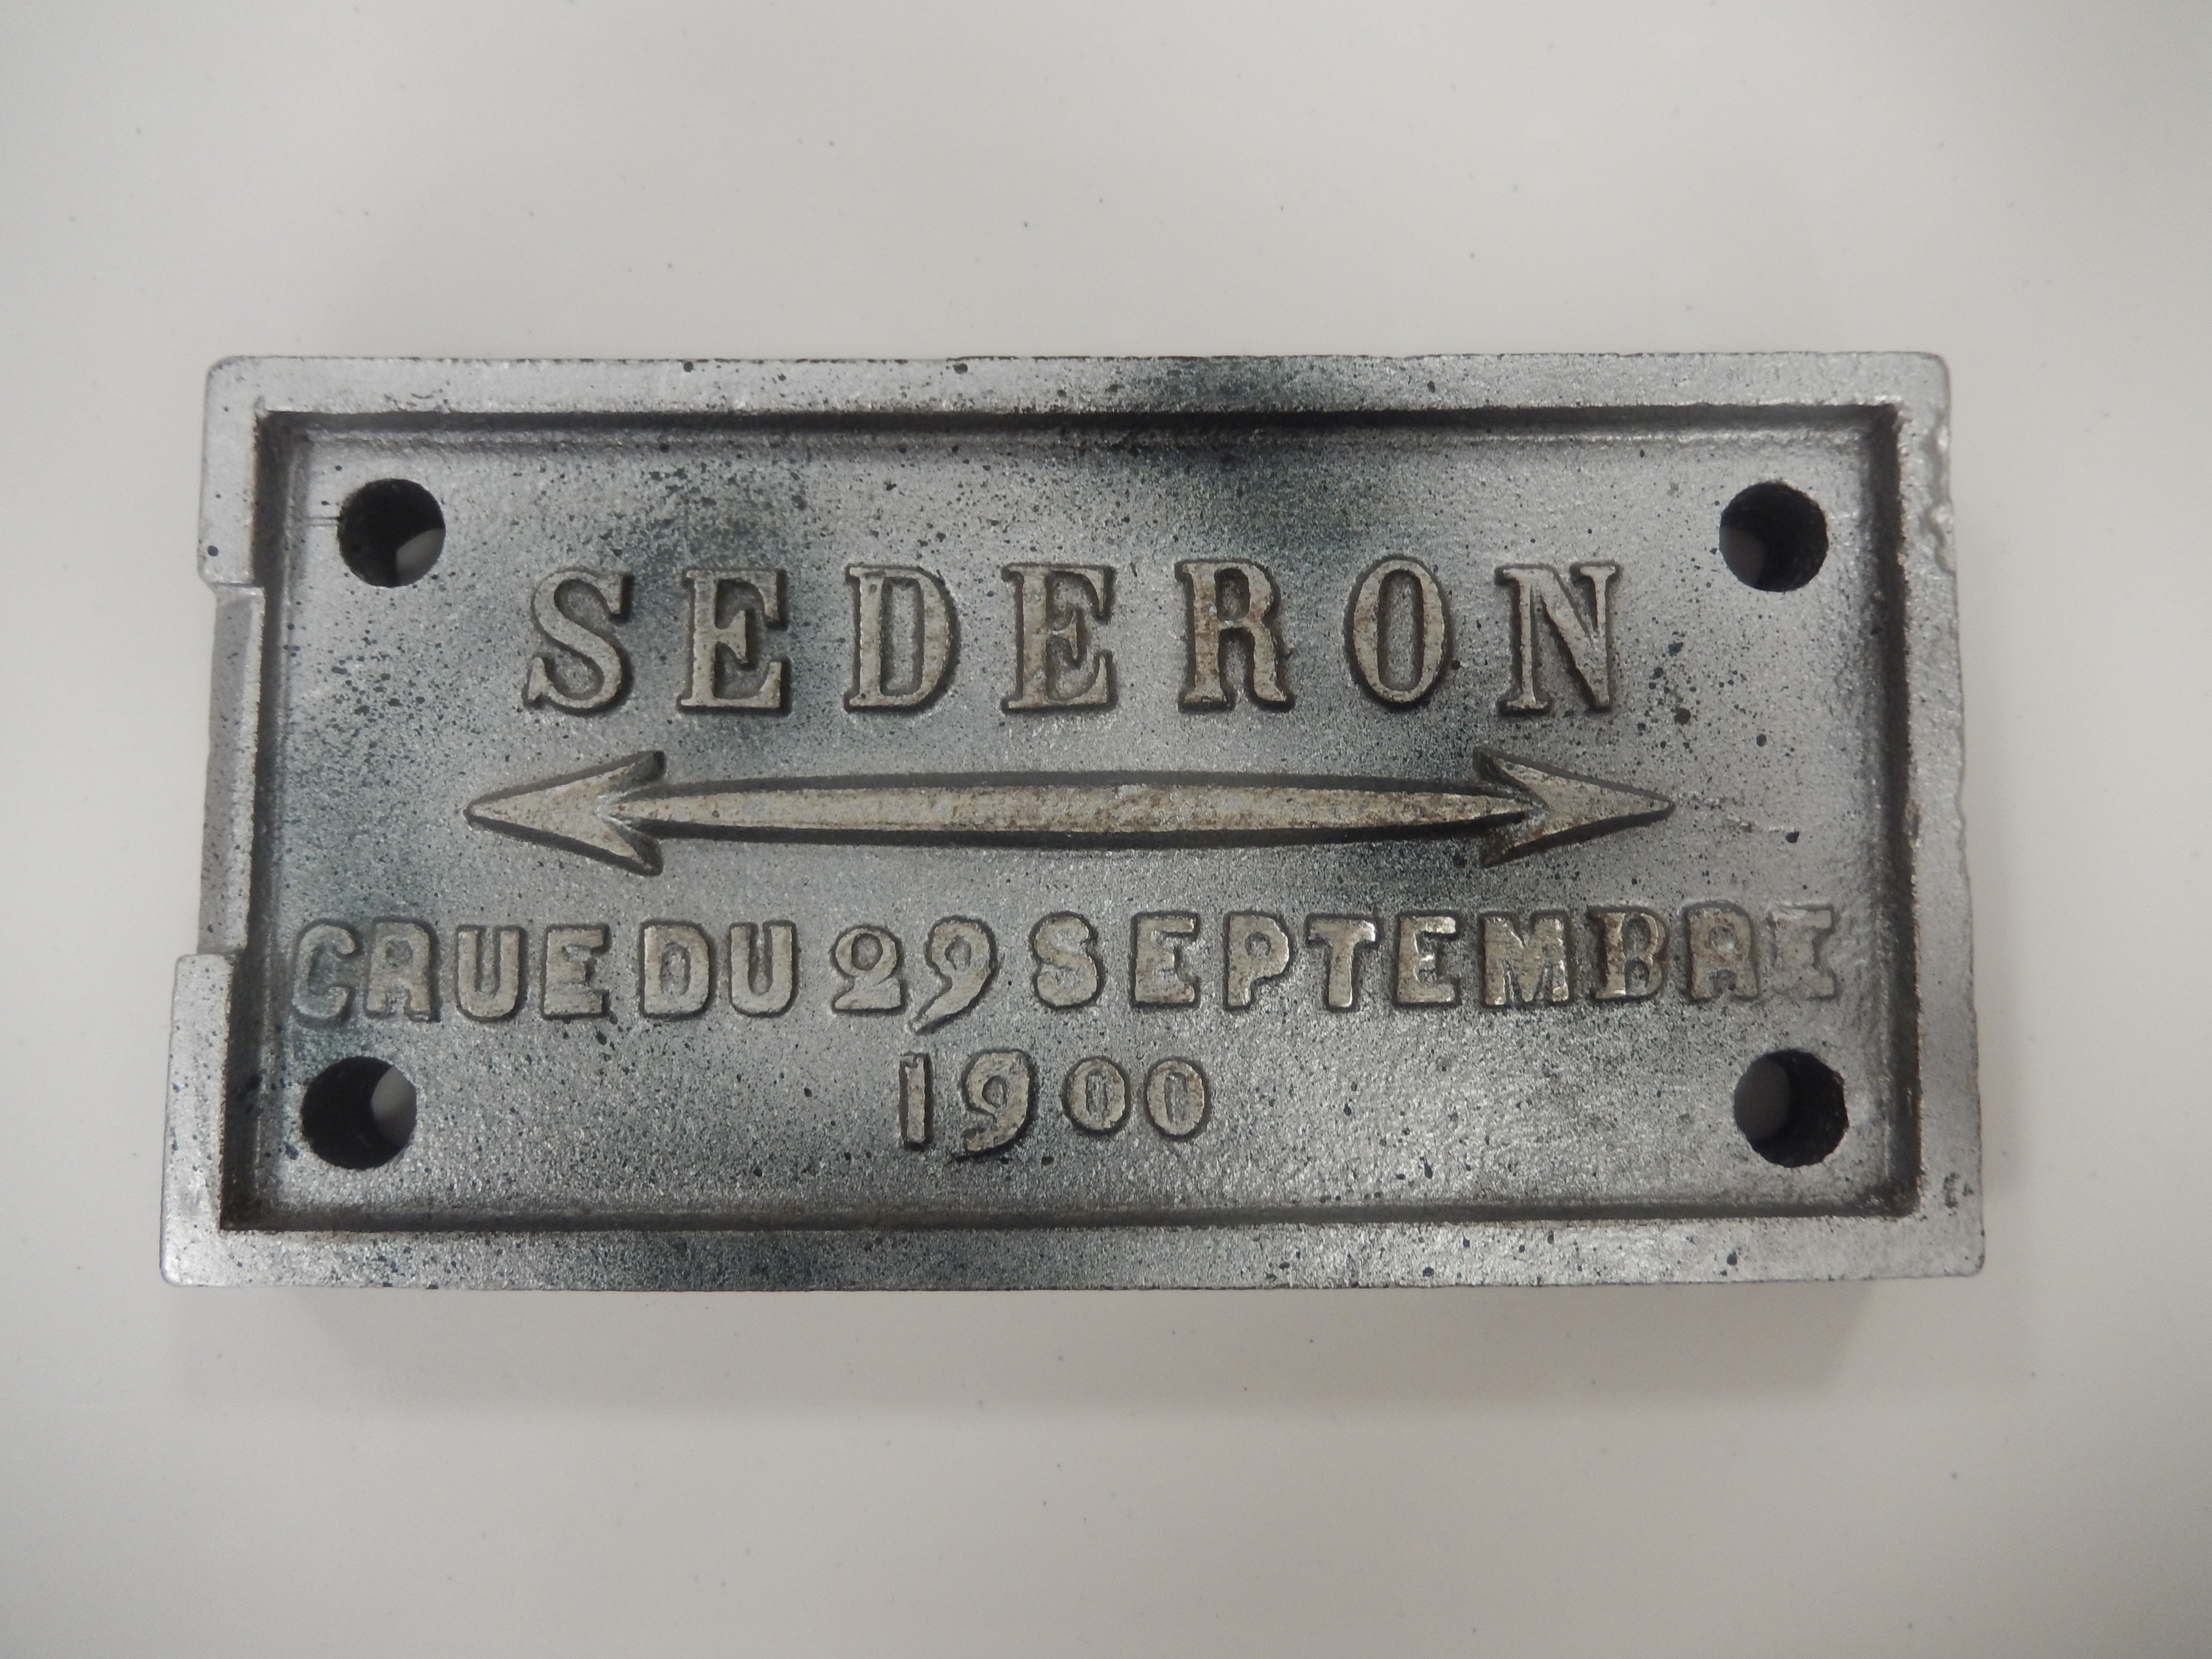 SEDERON
CRUE DU 29 SEPTEMBRE
1900